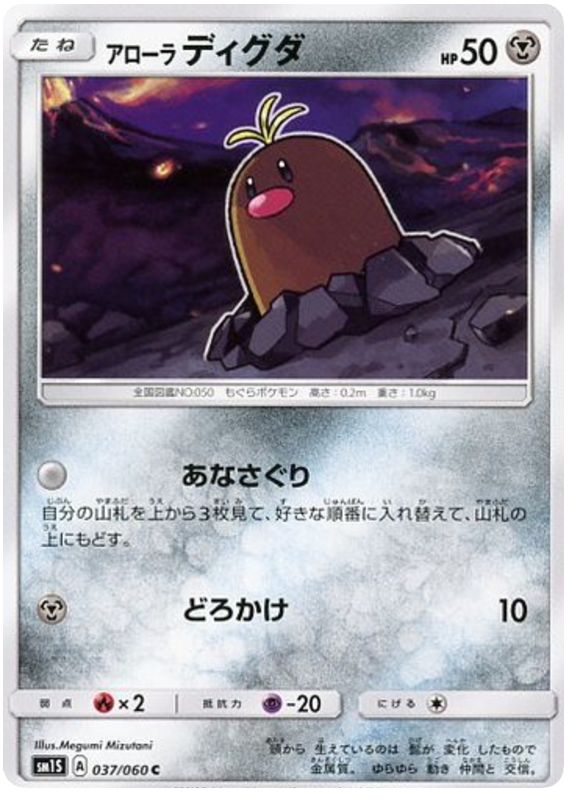 たね アローラ ディグダ HP 50
全国図鑑NO.050 もぐらポケモン 高さ:0.2m 重さ:1.0kg
あなさぐり
自分の山札を上から3枚見て、好きな順番に入れ替えて、山札の
上にもどす。
どろかけ 10
弱点 ×2 抵抗力 -20 にげる
Illus.Megumi Mizutani
頭から 生えているのは 髭が 変化 したもので
SM1S A 037/060 C
金属質。 ゆらゆら 動き 仲間と 交信。